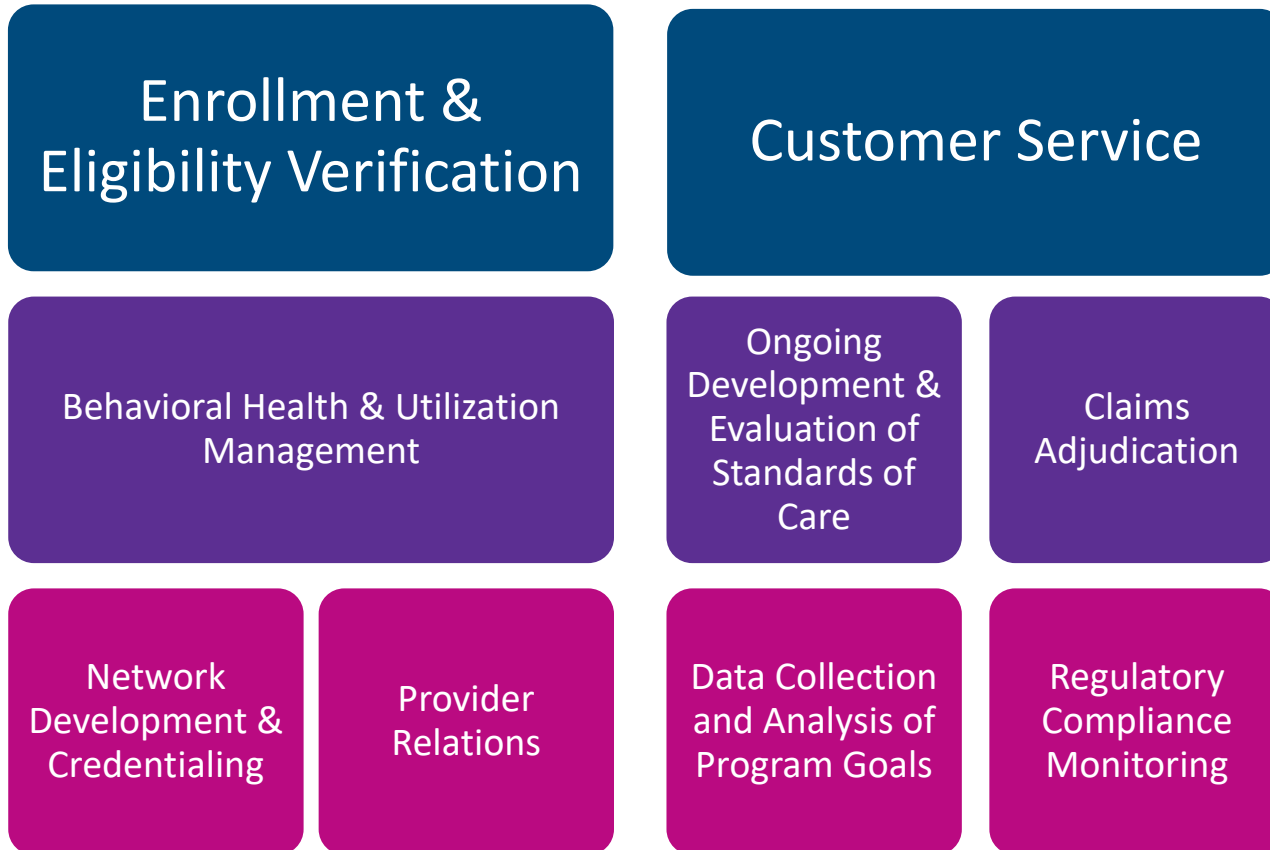 Enrollment &
Eligibility Verification
Customer Service
Behavioral Health & Utilization
Management
Ongoing
Development &
Evaluation of
Standards of
Care
Claims
Adjudication
Network
Development &
Credentialing
Provider
Relations
Data Collection
and Analysis of
Program Goals
Regulatory
Compliance
Monitoring